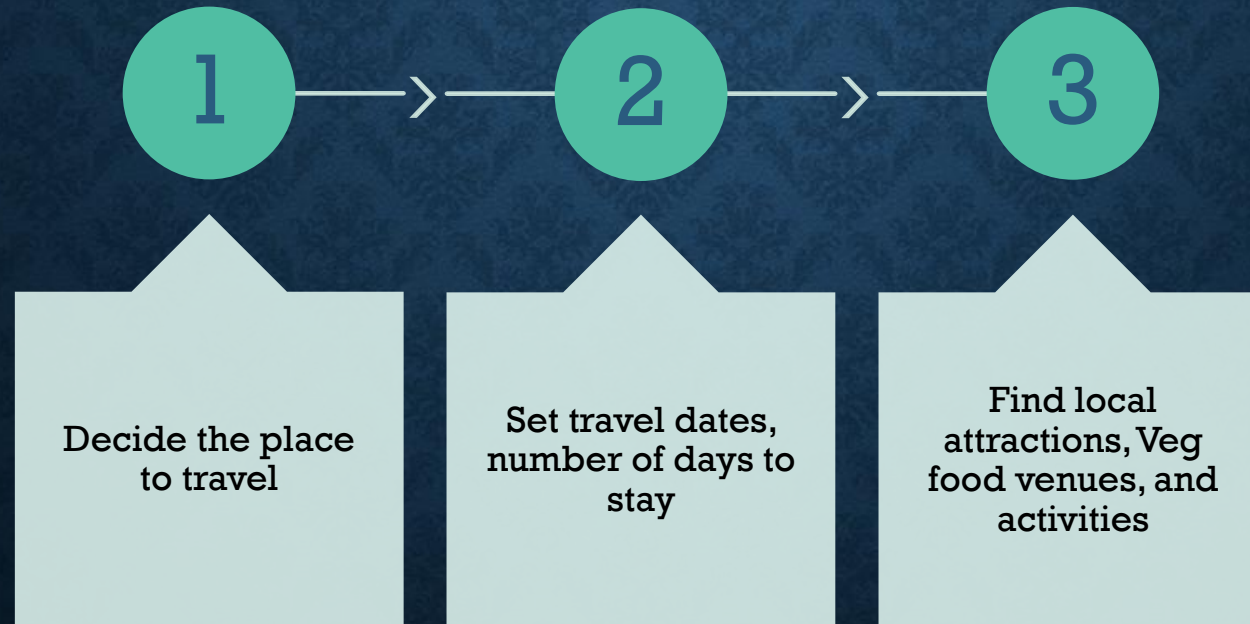 1
2
3
Decide the place
to travel
Set travel dates,
number of days to
stay
Find local
attractions, Veg
food venues, and
activities